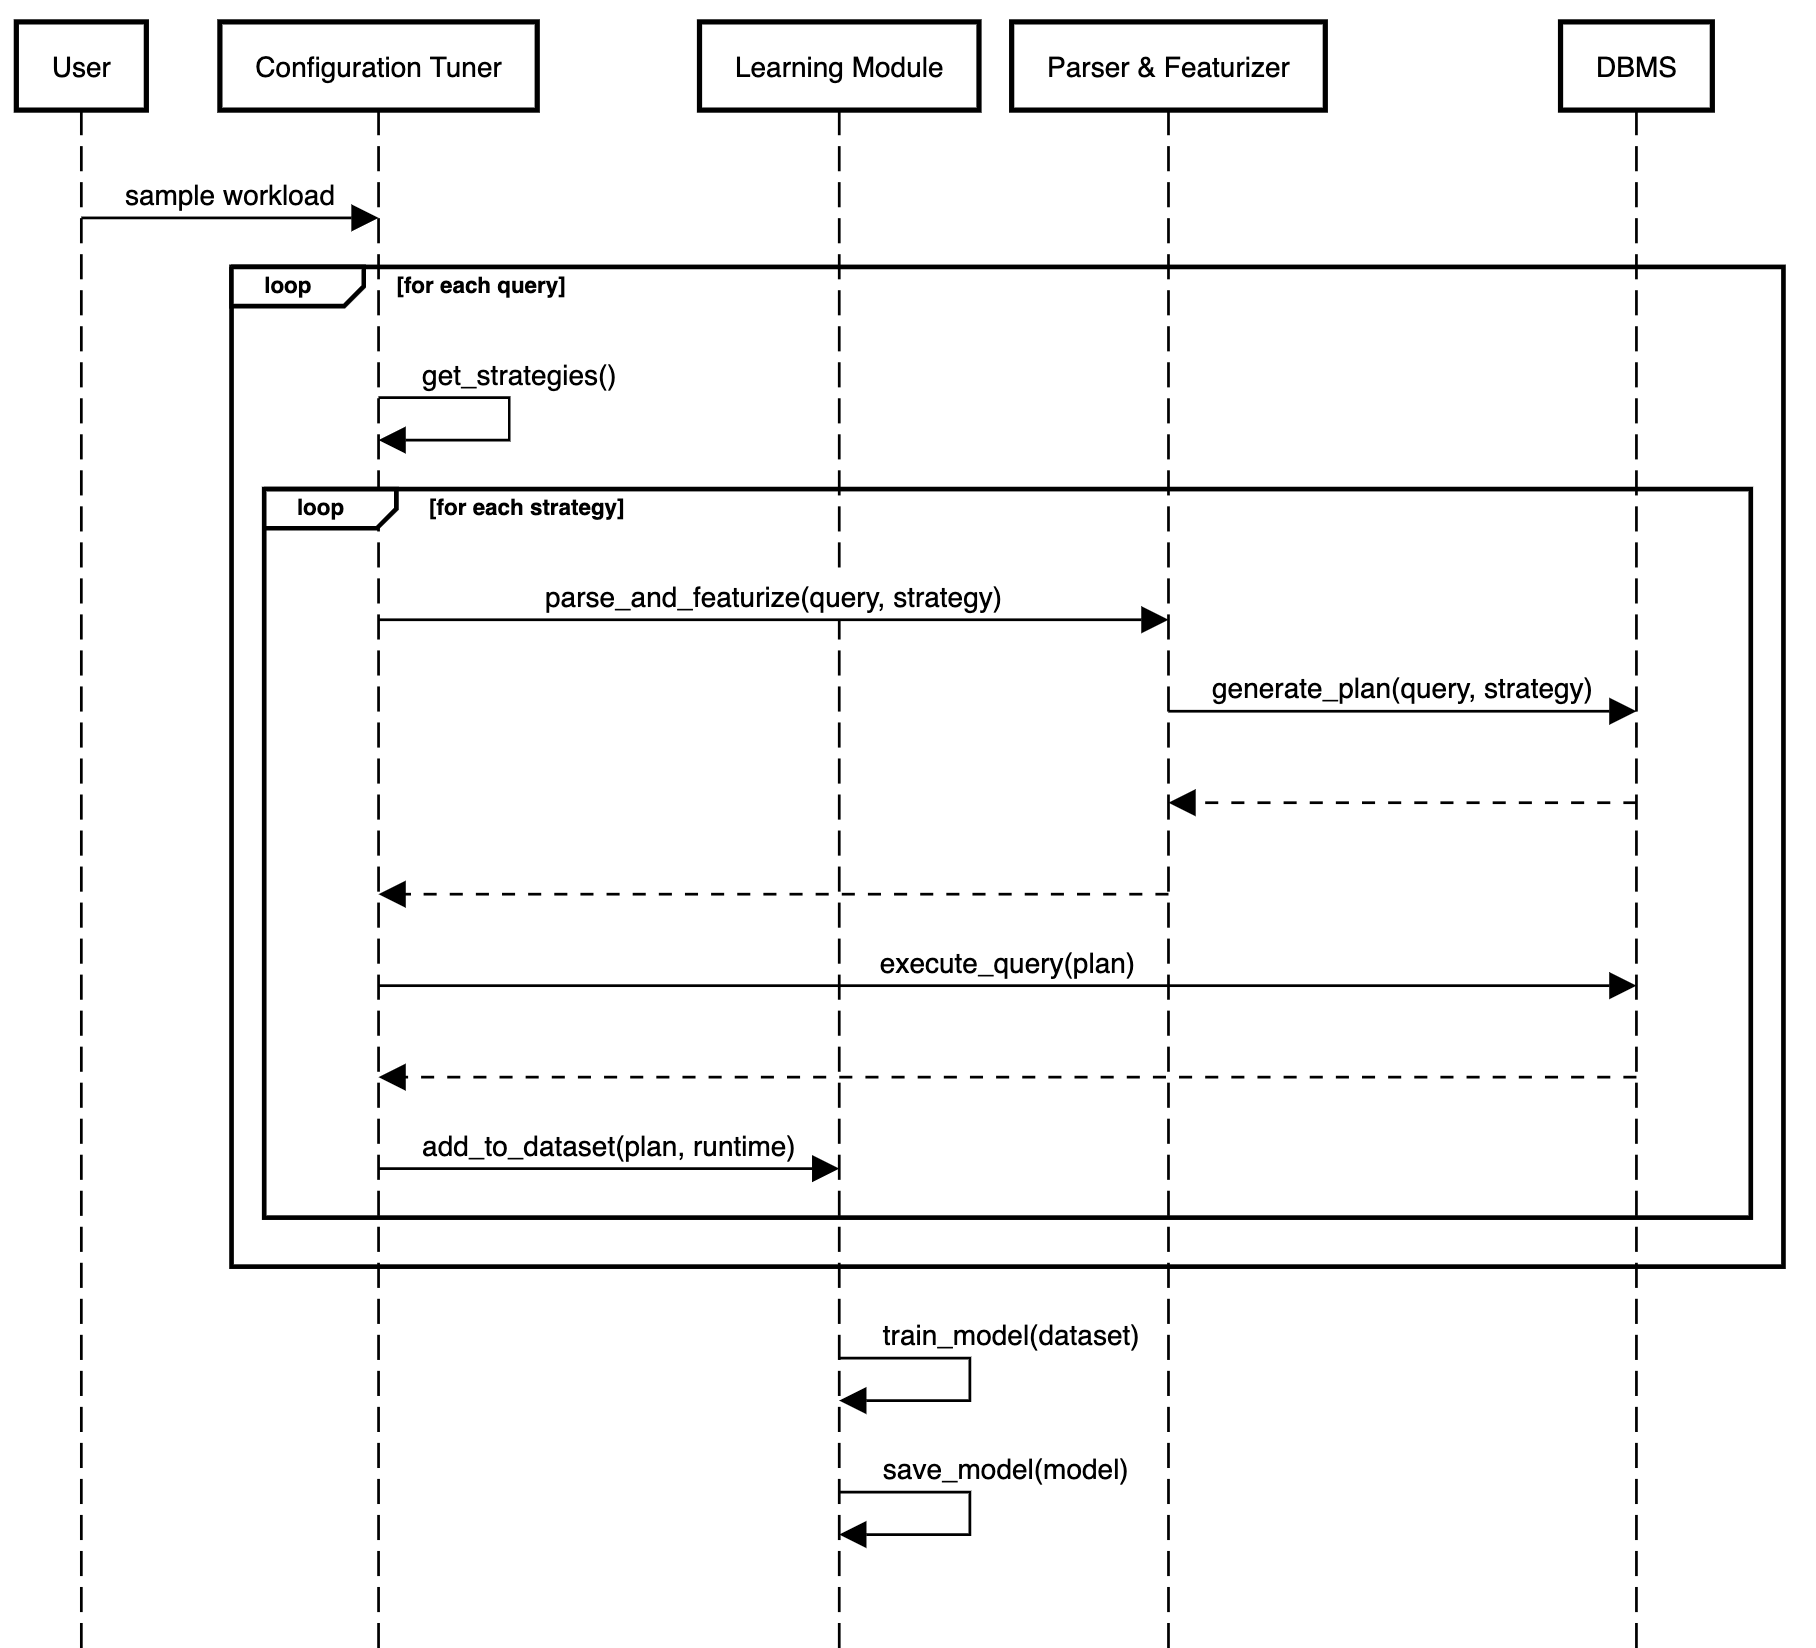 User
Configuration Tuner
Learning Module
Parser & Featurizer
DBMS
sample workload
loop
[for each query]
get_strategies()
loop
[for each strategy]
parse_and_featurize(query, strategy)
generate_plan(query, strategy)
execute_query(plan)
add_to_dataset(plan, runtime)
train_model(dataset)
save_model(model)